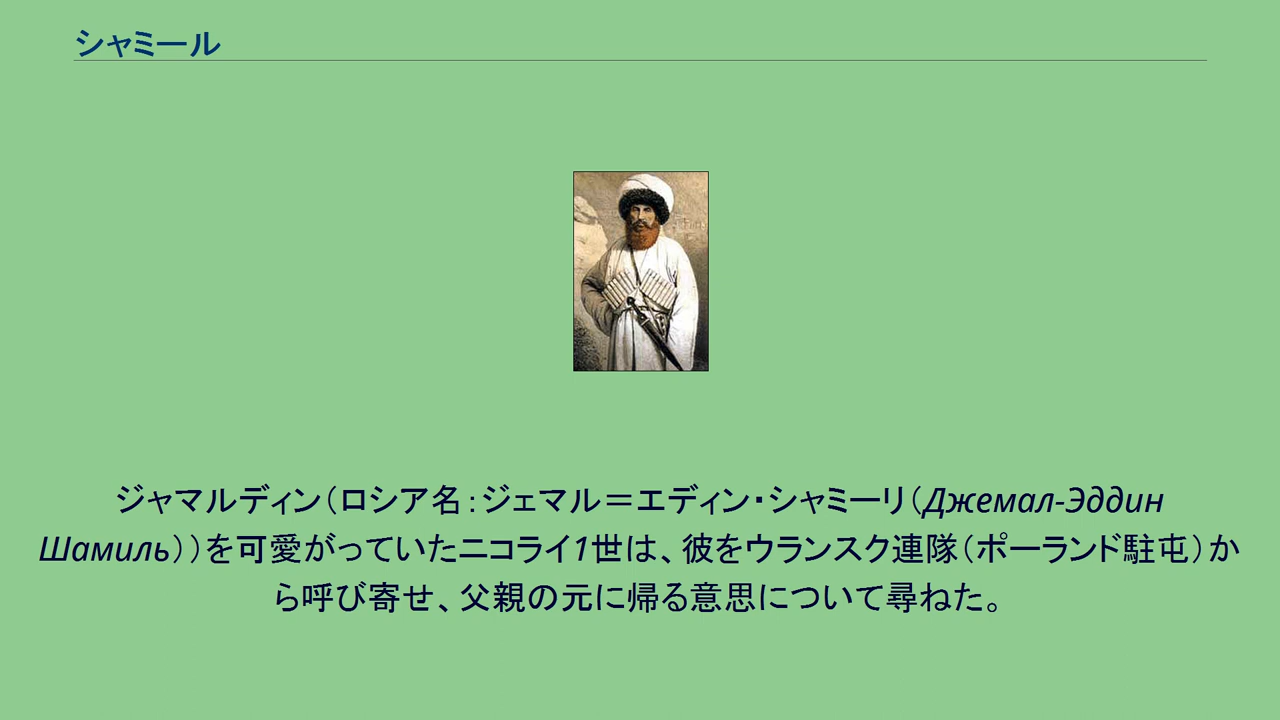 シャミール
ジャマルディン（ロシア名：ジェマル＝エディン・シャミーリ（Джемал-Эддин
Шамиль））を可愛がっていたニコライ1世は、彼をウランスク連隊（ポーランド駐屯）か
ら呼び寄せ、父親の元に帰る意思について尋ねた。